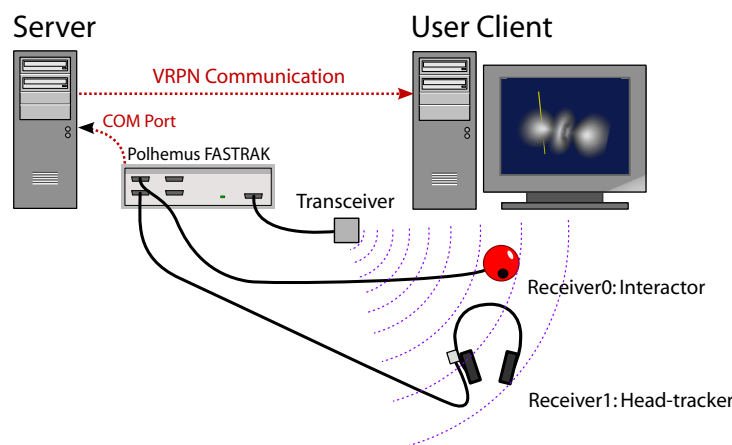 Server
User Client
VRPN Communication
COM Port
Polhemus FASTRAK
Transceiver
Receiver0: Interactor
Receiver1: Head-tracker